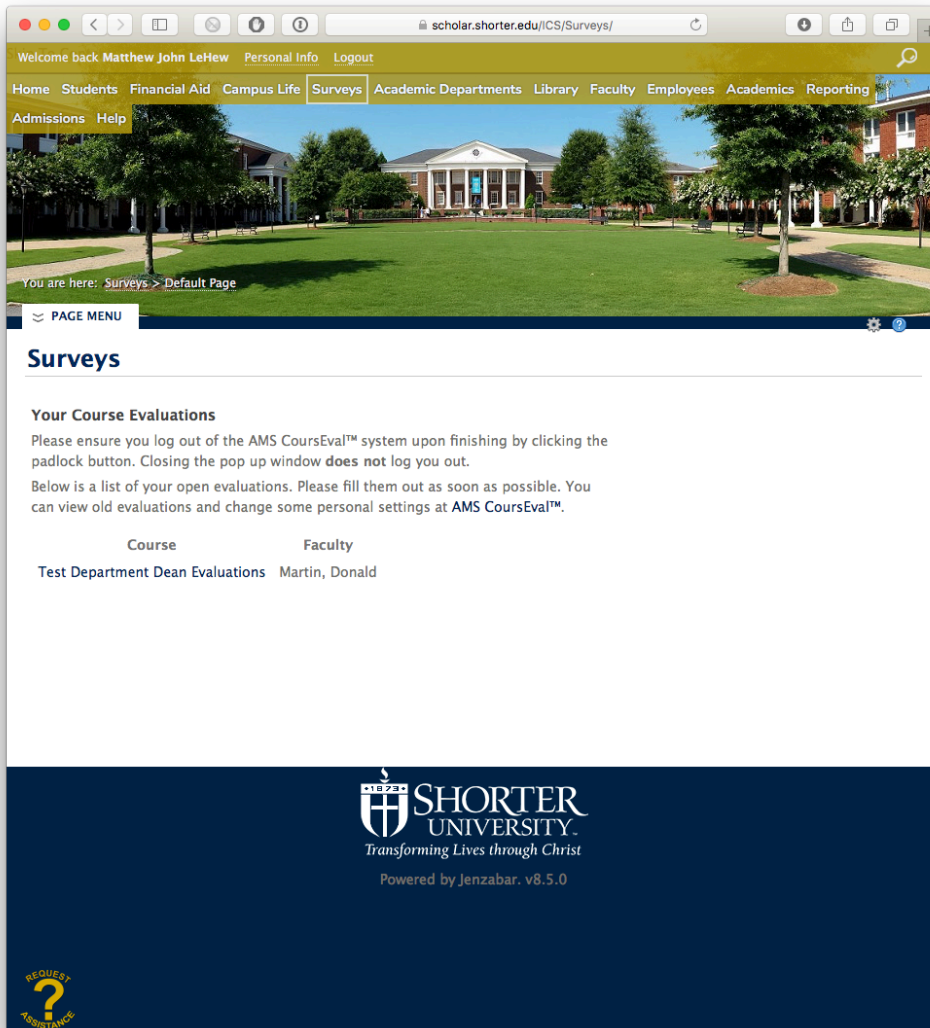 scholar.shorter.edu/ICS/Surveys/
Welcome back Matthew John LeHew Personal Info Logout
Home Students Financial Aid Campus Life Surveys Academic Departments Library Faculty Employees Academics Reporting
Admissions Help
You are here: Surveys > Default Page
PAGE MENU
Surveys
Your Course Evaluations
Please ensure you log out of the AMS CoursEval™ system upon finishing by clicking the
padlock button. Closing the pop up window does not log you out.
Below is a list of your open evaluations. Please fill them out as soon as possible. You
can view old evaluations and change some personal settings at AMS CoursEval™.
Course Faculty
Test Department Dean Evaluations Martin, Donald
•1873•
SHORTER
UNIVERSITY
Transforming Lives through Christ
Powered by Jenzabar. v8.5.0
REQUEST
?
ASSISTANCE